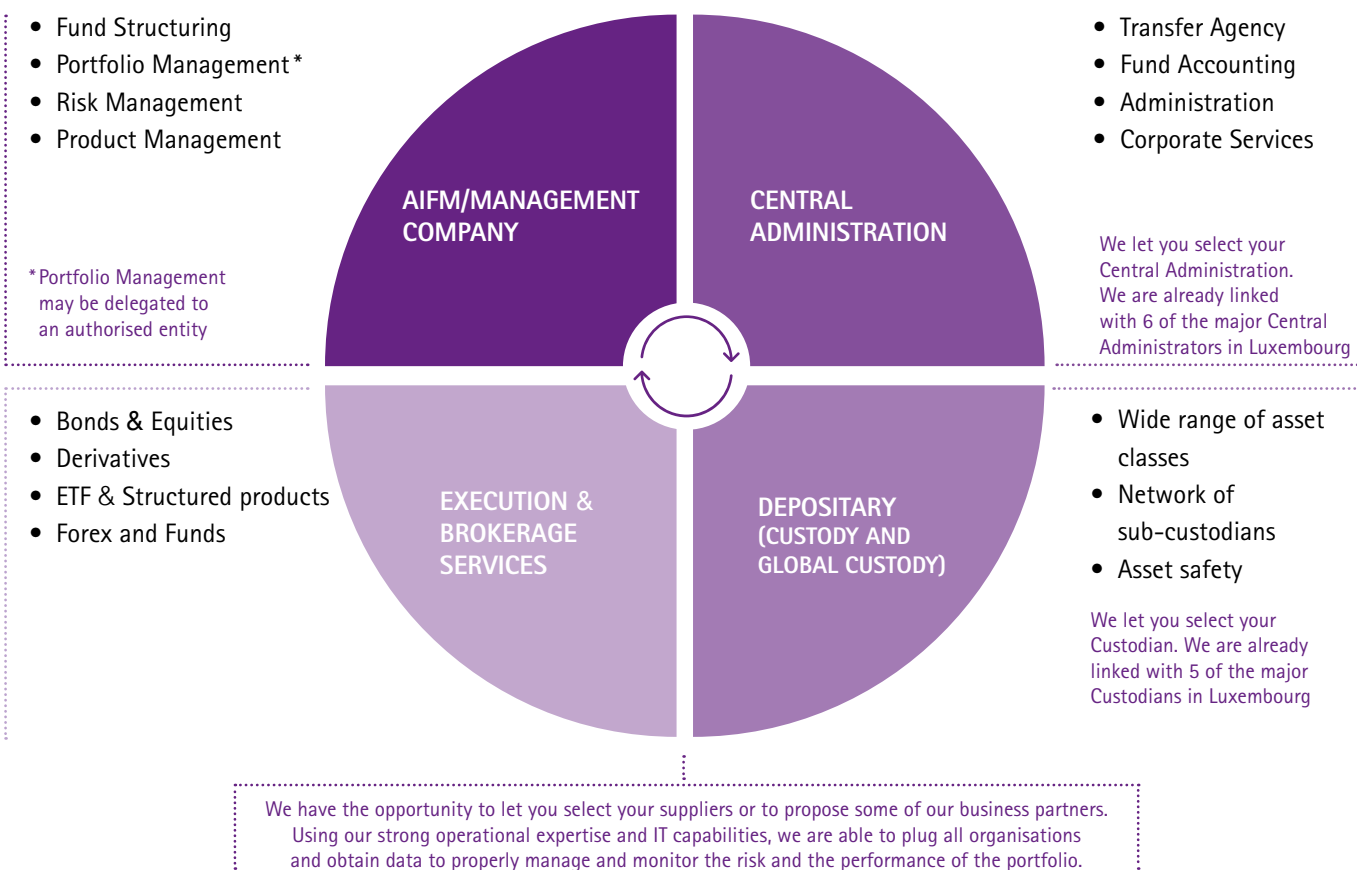 • Fund Structuring
• Portfolio Management*
• Risk Management
• Product Management
*Portfolio Management
may be delegated to
an authorised entity
AIFM/MANAGEMENT
COMPANY
CENTRAL
ADMINISTRATION
• Transfer Agency
• Fund Accounting
• Administration
• Corporate Services
We let you select your
Central Administration.
We are already linked
with 6 of the major Central
Administrators in Luxembourg
• Bonds & Equities
• Derivatives
• ETF & Structured products
• Forex and Funds
EXECUTION &
BROKERAGE
SERVICES
DEPOSITARY
(CUSTODY AND
GLOBAL CUSTODY)
• Wide range of asset
classes
• Network of
sub-custodians
• Asset safety
We let you select your
Custodian. We are already
linked with 5 of the major
Custodians in Luxembourg
We have the opportunity to let you select your suppliers or to propose some of our business partners.
Using our strong operational expertise and IT capabilities, we are able to plug all organisations
and obtain data to properly manage and monitor the risk and the performance of the portfolio.